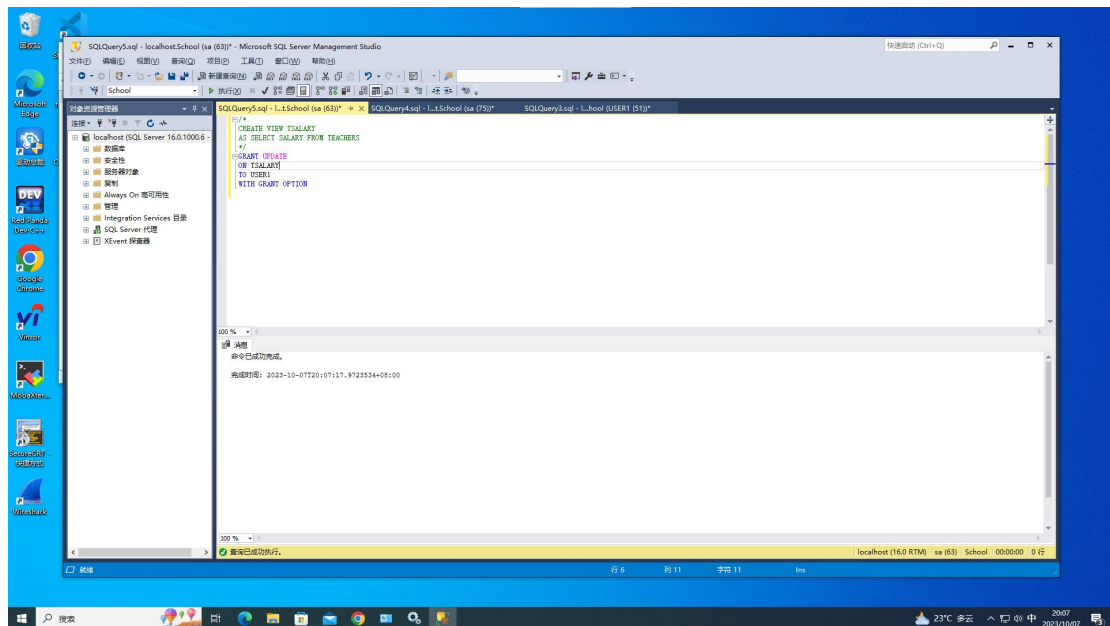 回收站
SQLQuery5.sql - localhost.School (sa (63))* - Microsoft SQL Server Management Studio
快速启动 (Ctrl+Q)
文件(F) 编辑(E) 视图(V) 查询(Q) 项目(P) 工具(T) 窗口(W) 帮助(H)
新建查询(N)
School
执行(X)
Microsoft Edge
对象资源管理器
连接
localhost (SQL Server 16.0.1000.6 -
数据库
安全性
服务器对象
复制
Always On 高可用性
管理
Integration Services 目录
SQL Server 代理
XEvent 探查器
SQLQuery5.sql - l...t.School (sa (63))*
SQLQuery4.sql - l...t.School (sa (75))*
SQLQuery3.sql - l...hool (USER1 (51))*
/*
CREATE VIEW TSALARY
AS SELECT SALARY FROM TEACHERS
*/
GRANT UPDATE
ON TSALARY
TO USER1
WITH GRANT OPTION
驱动总裁
DEV
Red Panda
Dev-C++
Google
Chrome
Vinzor
MobaXter...
SecureCRT -
快捷方式
Wireshark
100 %
消息
命令已成功完成。
完成时间: 2023-10-07T20:07:17.9723534+08:00
100 %
查询已成功执行。
localhost (16.0 RTM) sa (63) School 00:00:00 0 行
就绪
行 6 列 11 字符 11 Ins
搜索
23°C 多云
中
20:07
2023/10/07